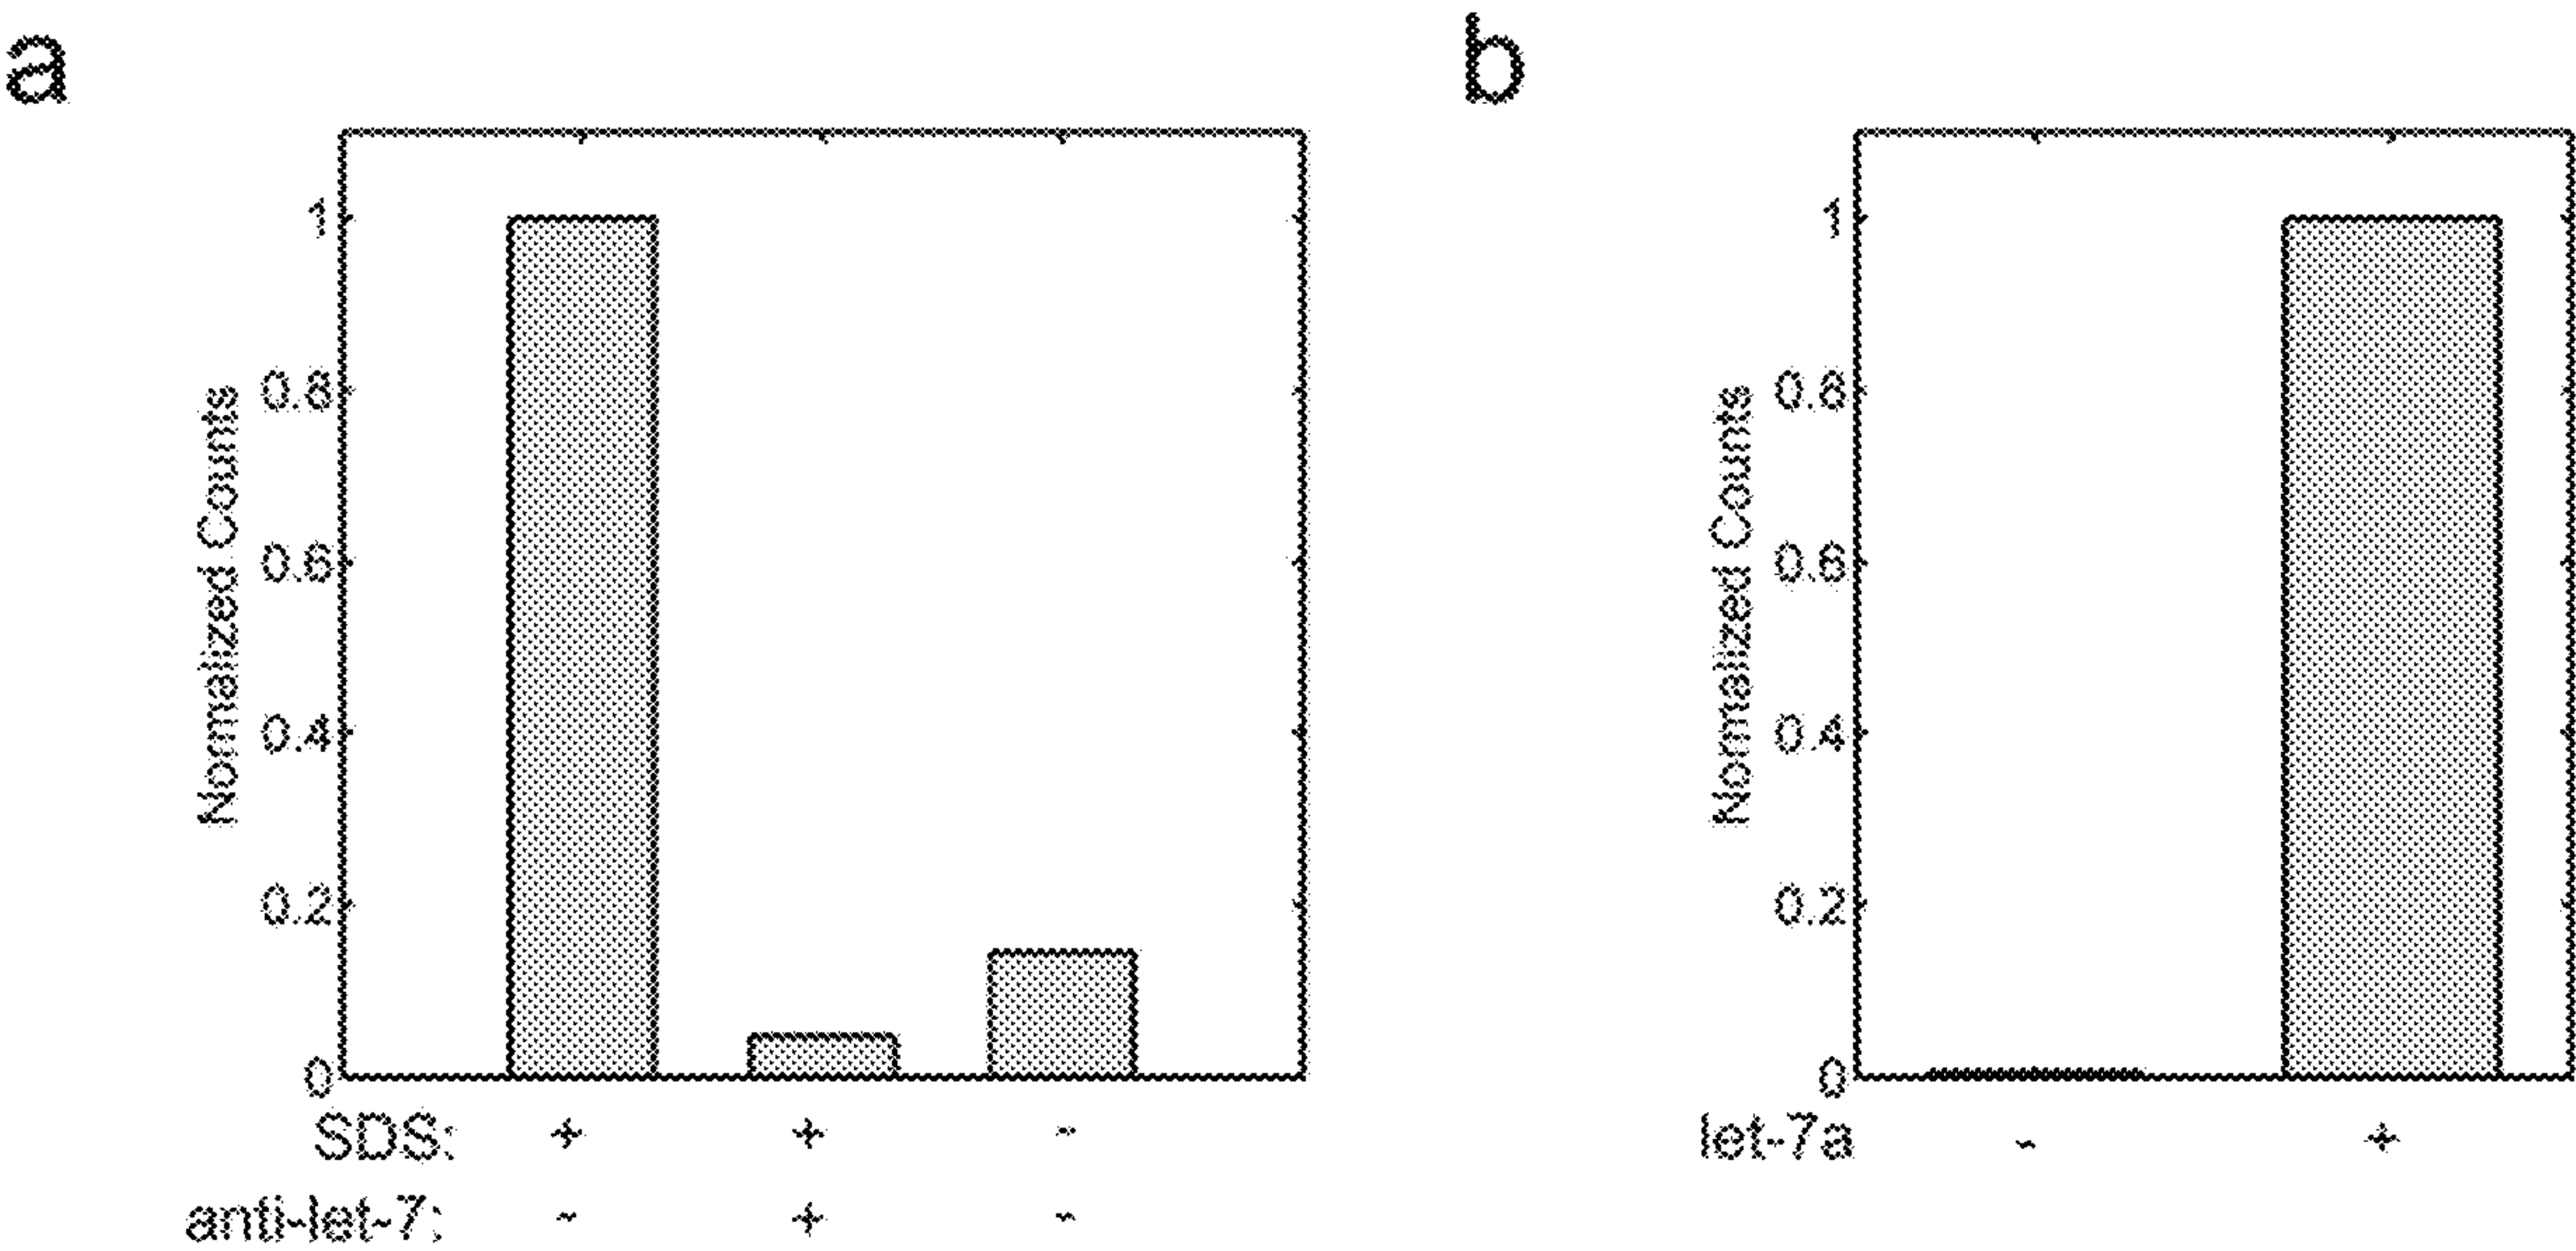 a
b
1
0.8
0.6
0.4
0.2
0
Normalized Counts
SDS: + + -
anti-let-7: - + -
1
0.8
0.6
0.4
0.2
0
Normalized Counts
let-7a - +